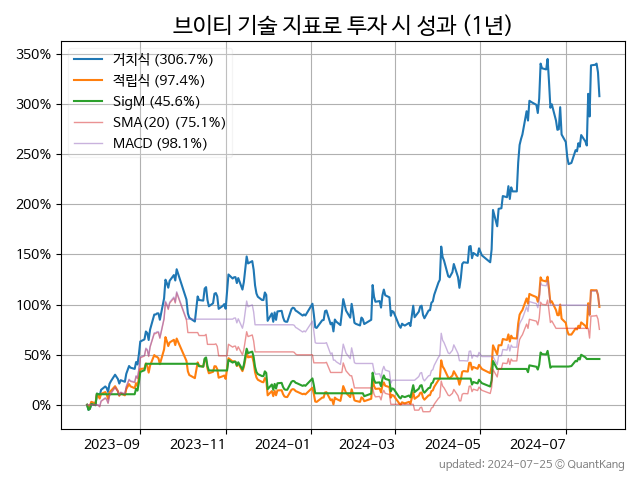 브이티 기술 지표로 투자 시 성과 (1년)
350%
300%
250%
200%
150%
100%
50%
0%
거치식 (306.7%)
적립식 (97.4%)
SigM (45.6%)
SMA(20) (75.1%)
MACD (98.1%)
2023-09 2023-11 2024-01 2024-03 2024-05 2024-07
updated: 2024-07-25 © QuantKang